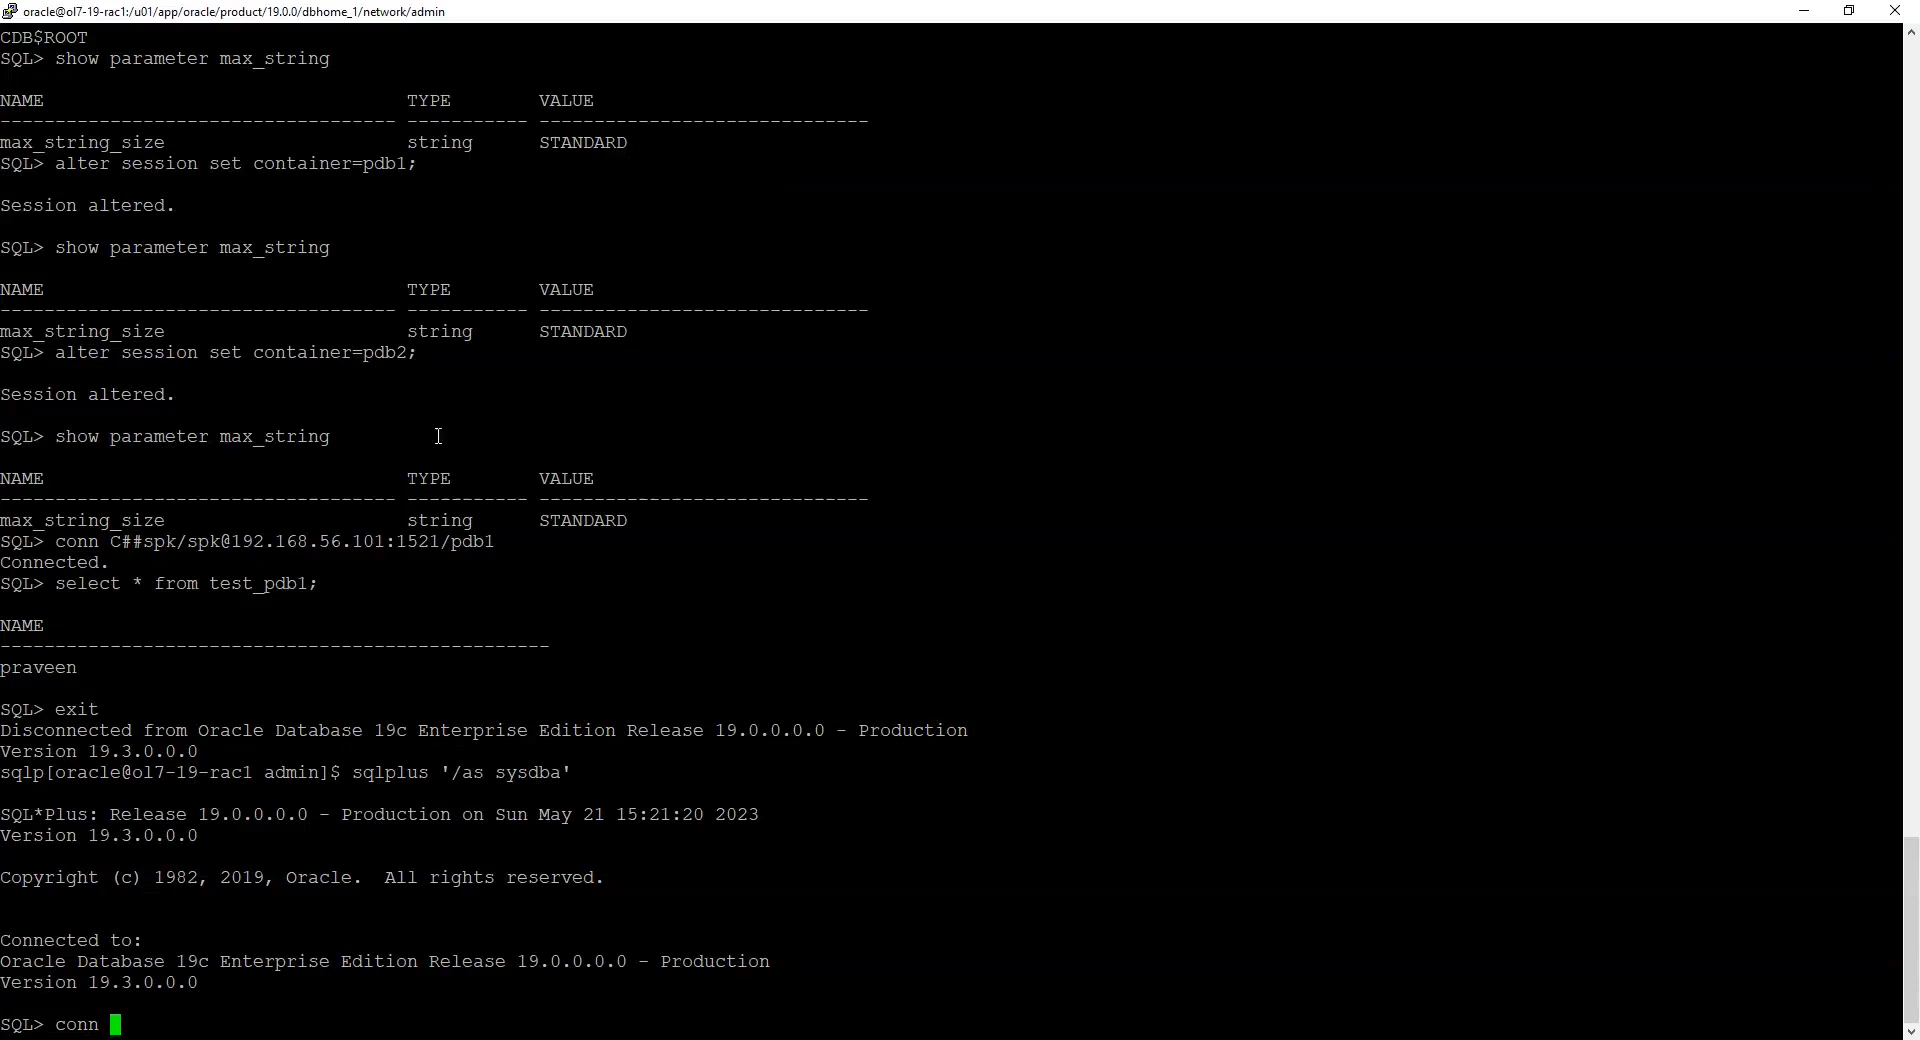 oracle@ol7-19-rac1:/u01/app/oracle/product/19.0.0/dbhome_1/network/admin
CDB$ROOT
SQL> show parameter max_string
NAME                                 TYPE        VALUE
------------------------------------ ----------- ------------------------------
max_string_size                      string      STANDARD
SQL> alter session set container=pdb1;
Session altered.
SQL> show parameter max_string
NAME                                 TYPE        VALUE
------------------------------------ ----------- ------------------------------
max_string_size                      string      STANDARD
SQL> alter session set container=pdb2;
Session altered.
SQL> show parameter max_string
NAME                                 TYPE        VALUE
------------------------------------ ----------- ------------------------------
max_string_size                      string      STANDARD
SQL> conn C##spk/spk@192.168.56.101:1521/pdb1
Connected.
SQL> select * from test_pdb1;
NAME
--------------------------------------------------
praveen
SQL> exit
Disconnected from Oracle Database 19c Enterprise Edition Release 19.0.0.0.0 - Production
Version 19.3.0.0.0
sqlp[oracle@ol7-19-rac1 admin]$ sqlplus '/as sysdba'
SQL*Plus: Release 19.0.0.0.0 - Production on Sun May 21 15:21:20 2023
Version 19.3.0.0.0
Copyright (c) 1982, 2019, Oracle.  All rights reserved.
Connected to:
Oracle Database 19c Enterprise Edition Release 19.0.0.0.0 - Production
Version 19.3.0.0.0
SQL> conn